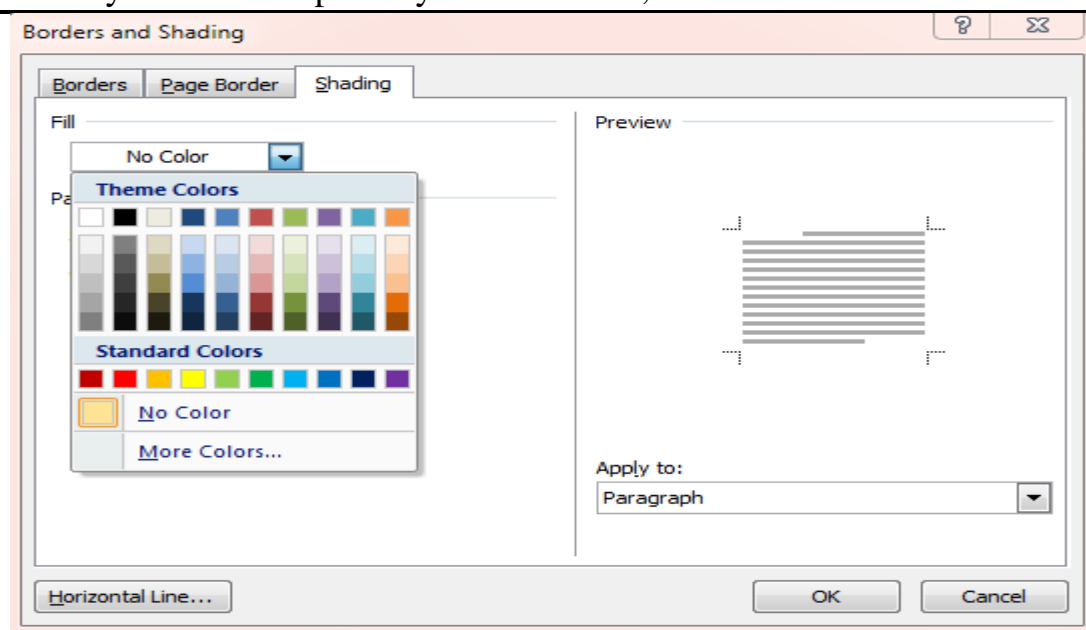 Borders and Shading
Borders Page Border Shading
Fill
No Color
Theme Colors
Standard Colors
No Color
More Colors...
Preview
Apply to:
Paragraph
Horizontal Line...
OK Cancel